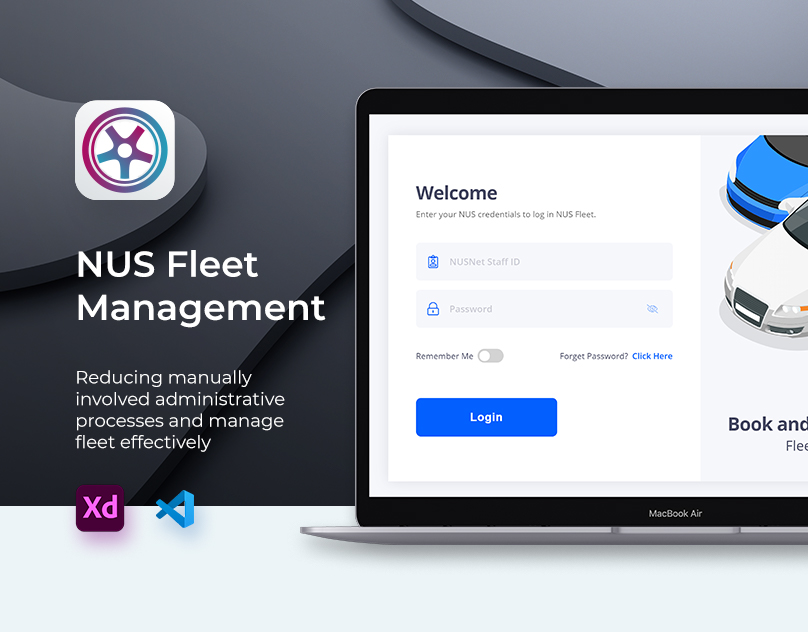 NUS Fleet
Management
Reducing manually
involved administrative
processes and manage
fleet effectively
Xd
Welcome
Enter your NUS credentials to log in NUS Fleet.
NUSNet Staff ID
Password
Remember Me
Forget Password? Click Here
Login
Book and
Flee
MacBook Air